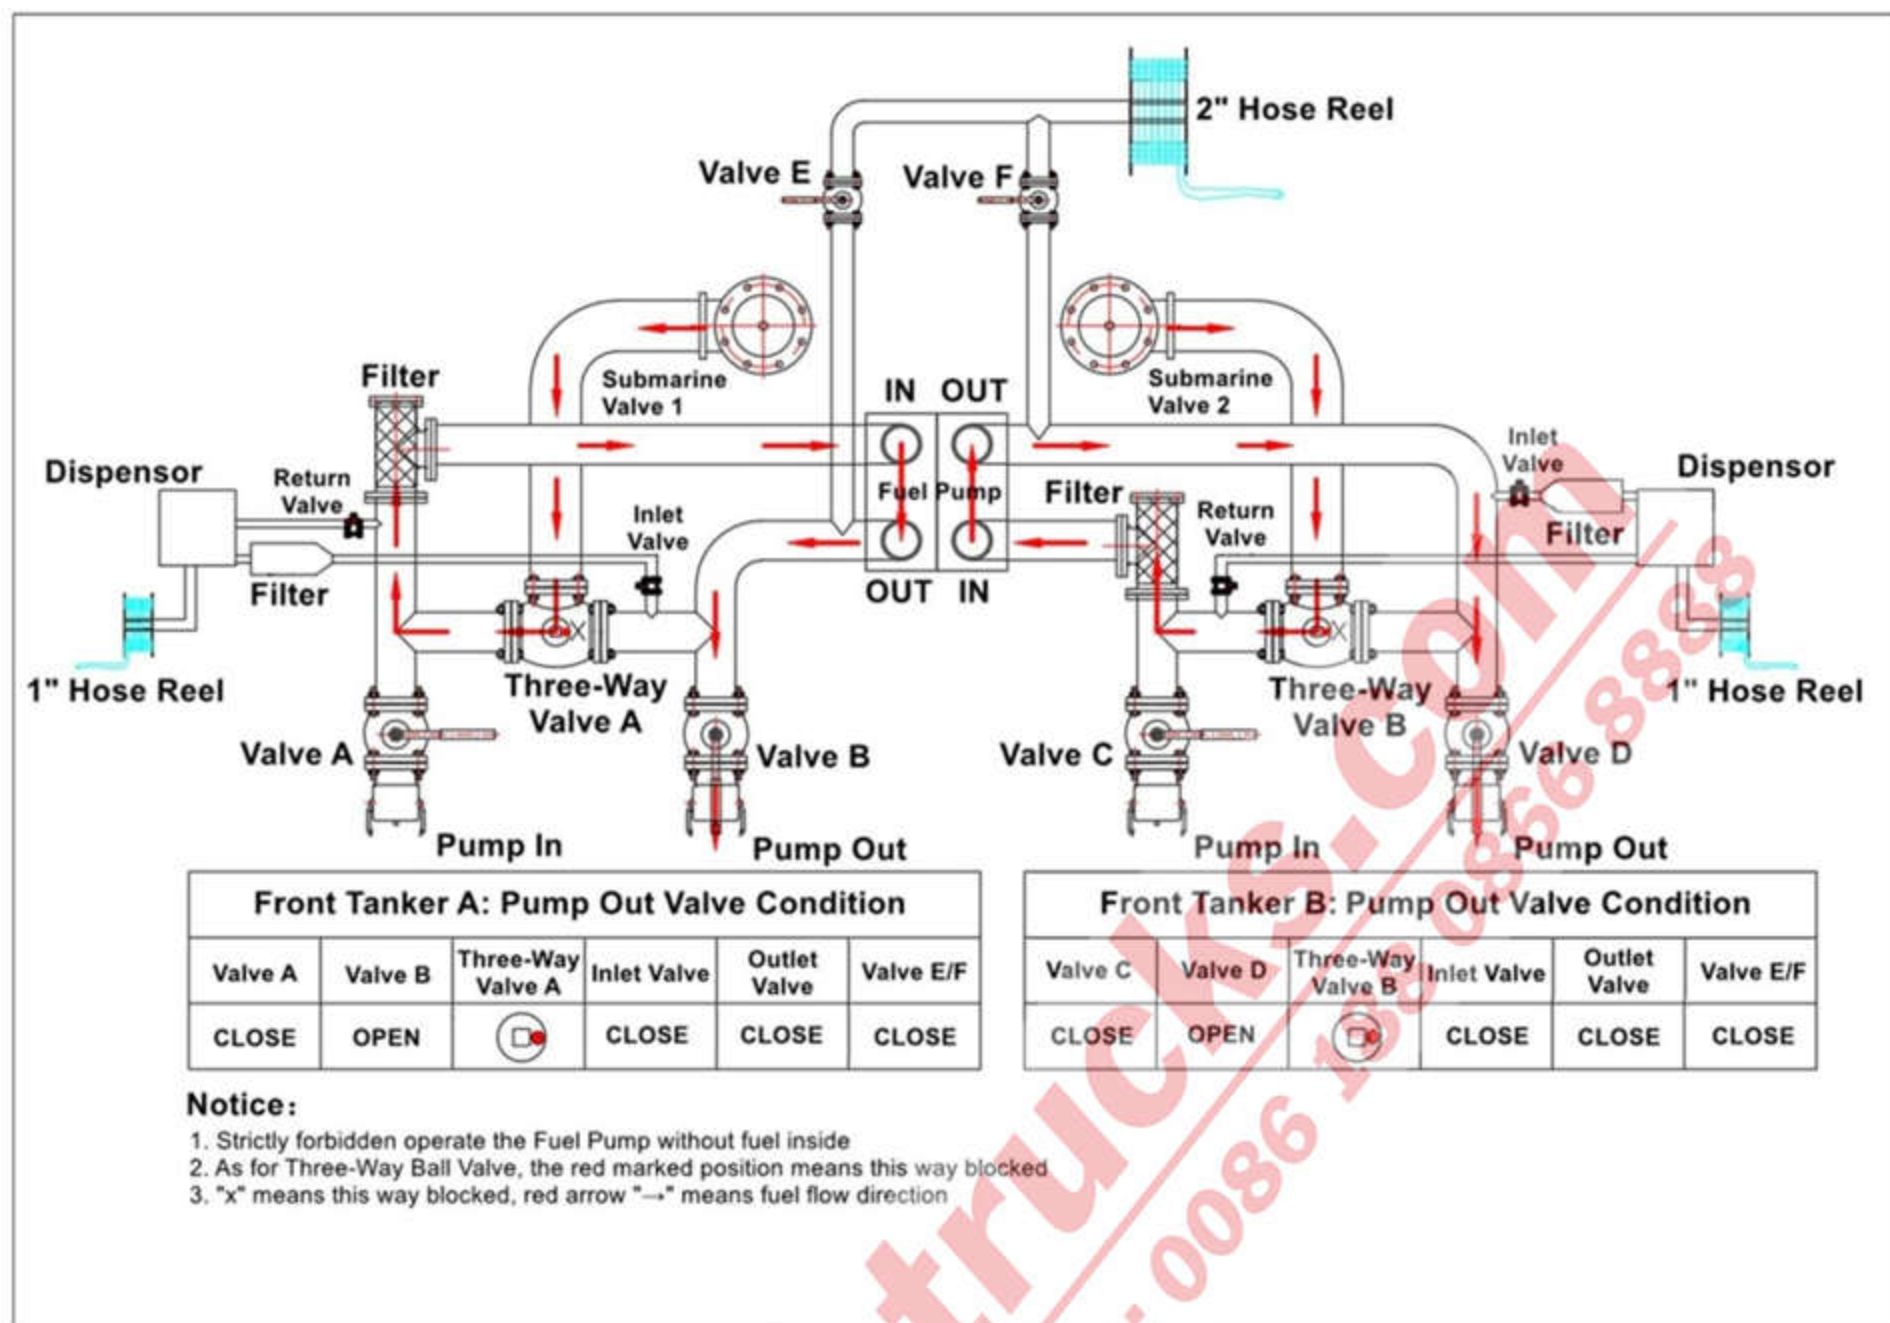 2" Hose Reel
Valve E
Valve F
Submarine
Valve 1
Submarine
Valve 2
Filter
IN
OUT
Dispensor
Return
Valve
Inlet
Valve
Fuel Pump
Filter
Return
Valve
Inlet
Valve
Dispensor
Filter
Filter
OUT
IN
1" Hose Reel
Three-Way
Valve A
Three-Way
Valve B
1" Hose Reel
X
X
Valve A
Valve B
Valve C
Valve D
Pump In
Pump Out
Pump In
Pump Out
Front Tanker A: Pump Out Valve Condition
Valve A
Valve B
Three-Way
Valve A
Inlet Valve
Outlet
Valve
Valve E/F
CLOSE
OPEN
CLOSE
CLOSE
CLOSE
Front Tanker B: Pump Out Valve Condition
Valve C
Valve D
Three-Way
Valve B
Inlet Valve
Outlet
Valve
Valve E/F
CLOSE
OPEN
CLOSE
CLOSE
CLOSE
Notice:
1. Strictly forbidden operate the Fuel Pump without fuel inside
2. As for Three-Way Ball Valve, the red marked position means this way blocked
3. "x" means this way blocked, red arrow "→" means fuel flow direction
trucks.com
: 0086 138 0866 8888